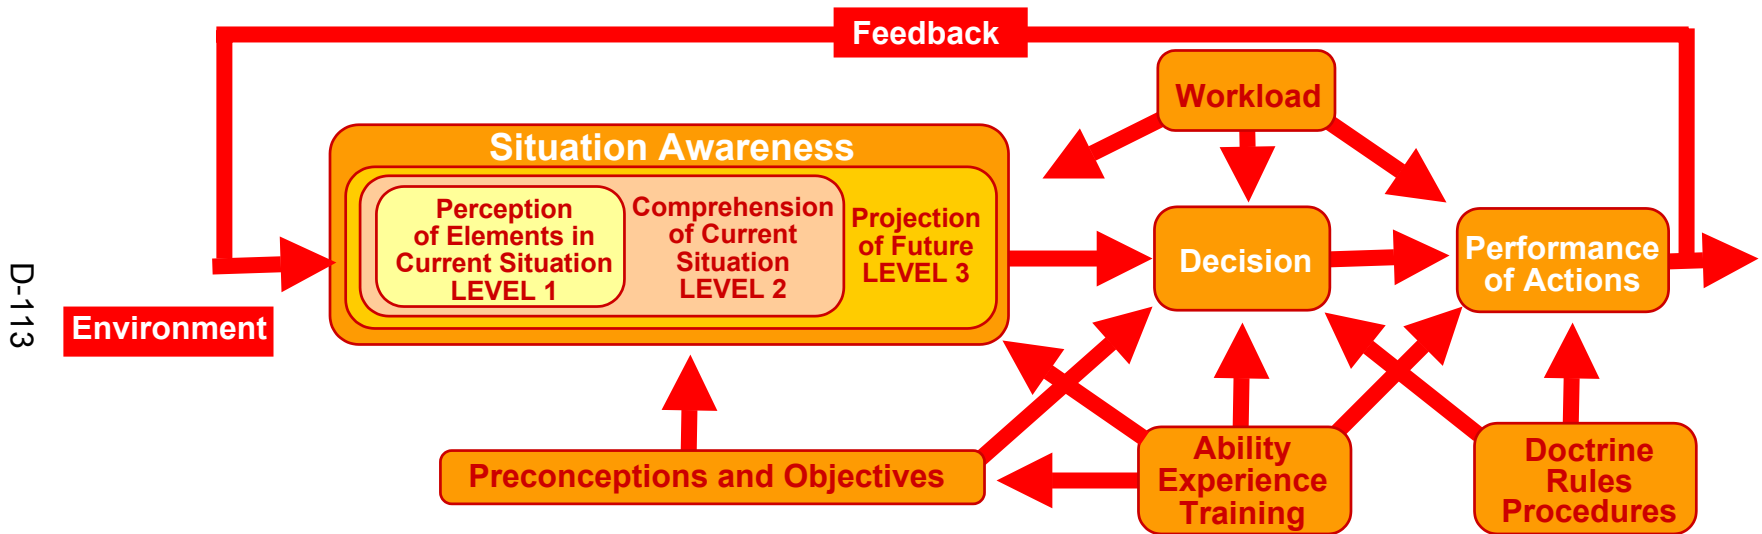 Feedback
Workload
Situation Awareness
Perception
of Elements in
Current Situation
LEVEL 1
Comprehension
of Current
Situation
LEVEL 2
Projection
of Future
LEVEL 3
Decision
Performance
of Actions
Environment
D-113
Preconceptions and Objectives
Ability
Experience
Training
Doctrine
Rules
Procedures